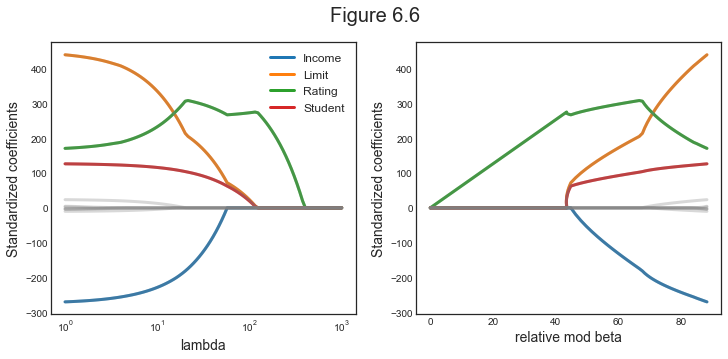 Figure 6.6
Standardized coefficients
400
300
200
100
0
−100
−200
−300
10⁰
10¹
10²
10³
lambda
Income
Limit
Rating
Student
Standardized coefficients
400
300
200
100
0
−100
−200
−300
0
20
40
60
80
relative mod beta